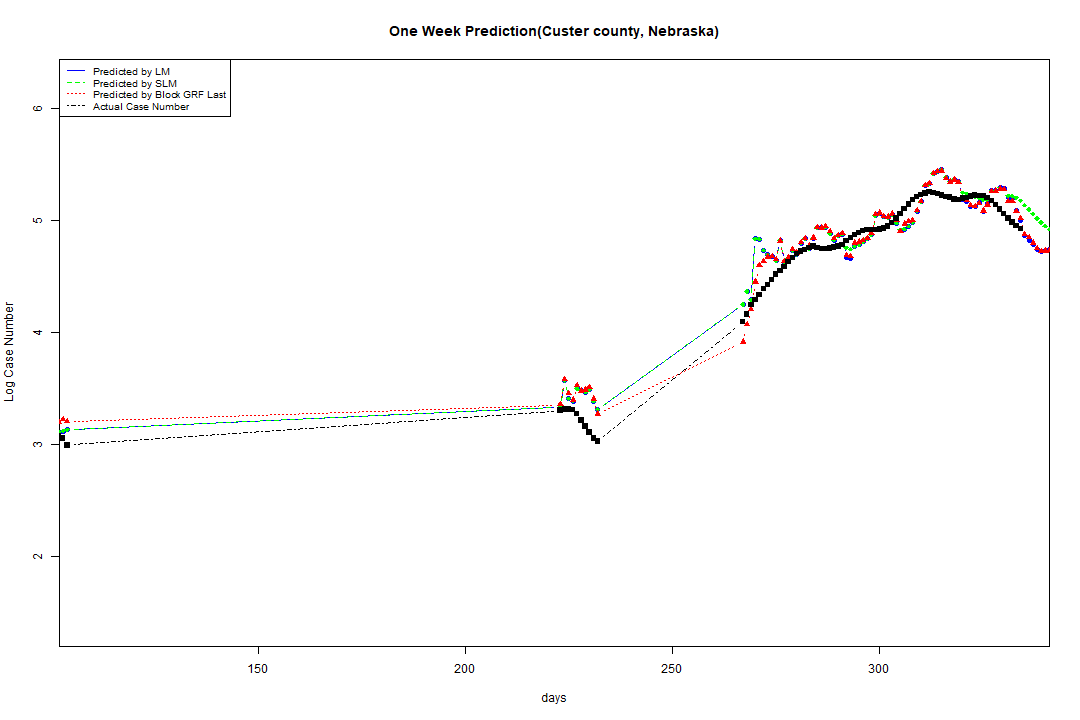 One Week Prediction(Custer county, Nebraska)
Predicted by LM
Predicted by SLM
Predicted by Block GRF Last
Actual Case Number
6
5
4
3
2
Log Case Number
150 200 250 300
days